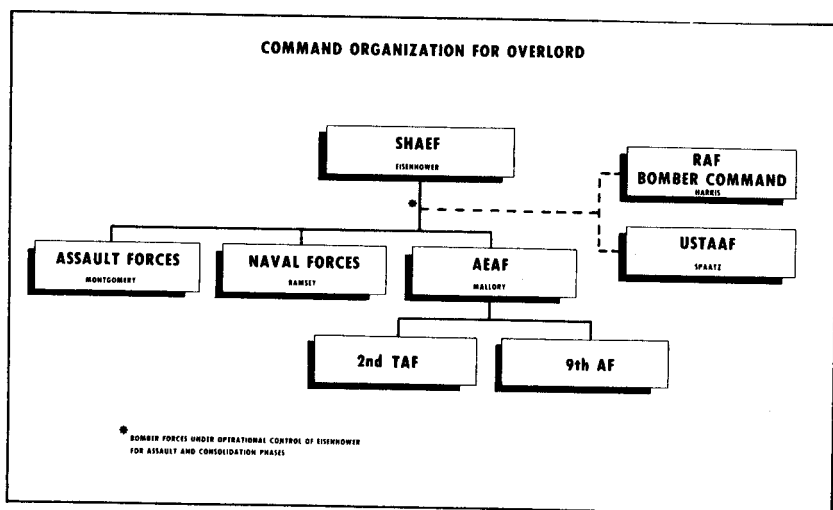 COMMAND ORGANIZATION FOR OVERLORD
SHAEF
EISENHOWER
RAF
BOMBER COMMAND
HARRIS
*
USTAAF
SPAATZ
ASSAULT FORCES
MONTGOMERY
NAVAL FORCES
RAMSEY
AEAF
MALLORY
2nd TAF
9th AF
* BOMBER FORCES UNDER OPERATIONAL CONTROL OF EISENHOWER
FOR ASSAULT AND CONSOLIDATION PHASES